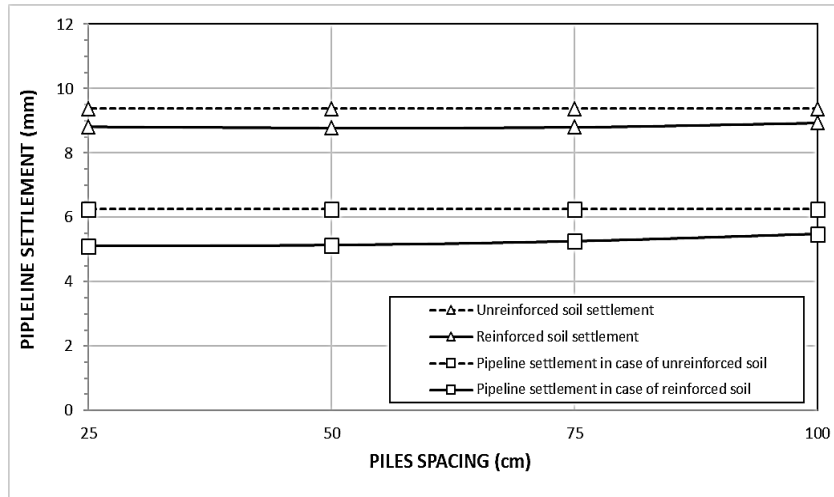 12
10
8
6
4
2
0
PIPLELINE SETTLEMENT (mm)
Unreinforced soil settlement
Reinforced soil settlement
Pipeline settlement in case of unreinforced soil
Pipeline settlement in case of reinforced soil
25 50 75 100
PILES SPACING (cm)